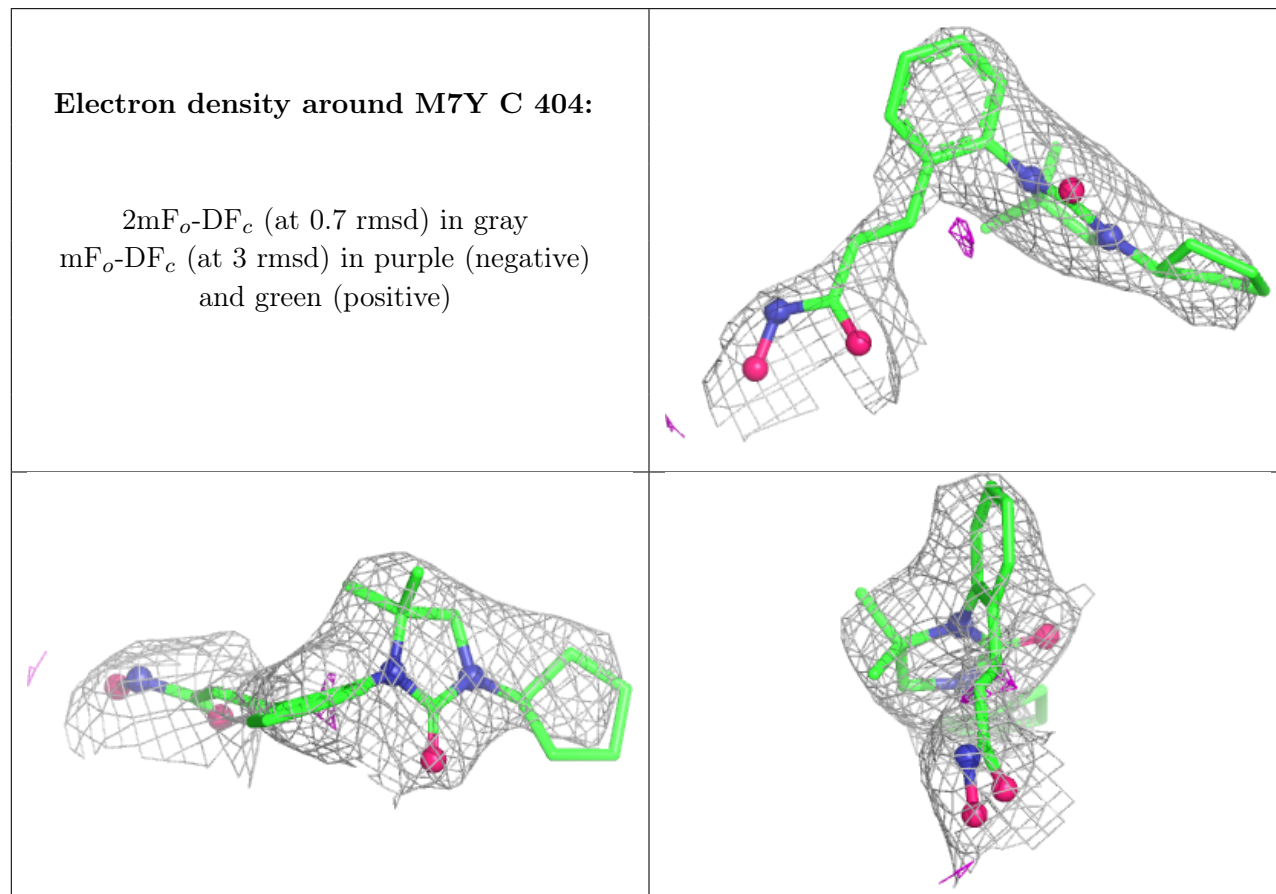 Electron density around M7Y C 404:
2mFo-DFc (at 0.7 rmsd) in gray
mFo-DFc (at 3 rmsd) in purple (negative)
and green (positive)